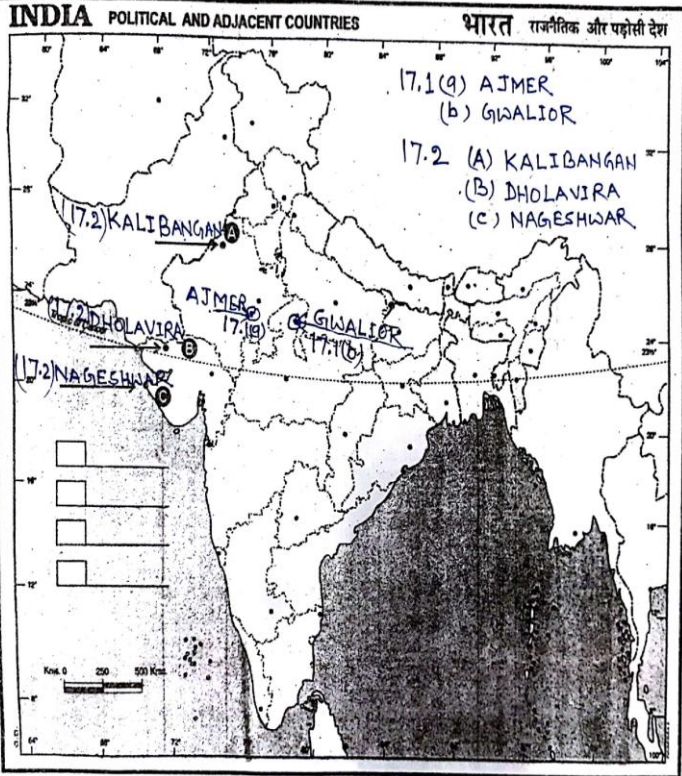 INDIA POLITICAL AND ADJACENT COUNTRIES
भारत राजनैतिक और पड़ोसी देश
17.1 (a) AJMER
(b) GWALIOR
17.2 (A) KALIBANGAN
(B) DHOLAVIRA
(C) NAGESHWAR
(17.2) KALIBANGAN
A
AJMER
17.1(a)
GWALIOR
17.1(b)
(17.2) DHOLAVIRA
B
(17.2) NAGESHWAR
C
Kms. 0 250 500 Kms.